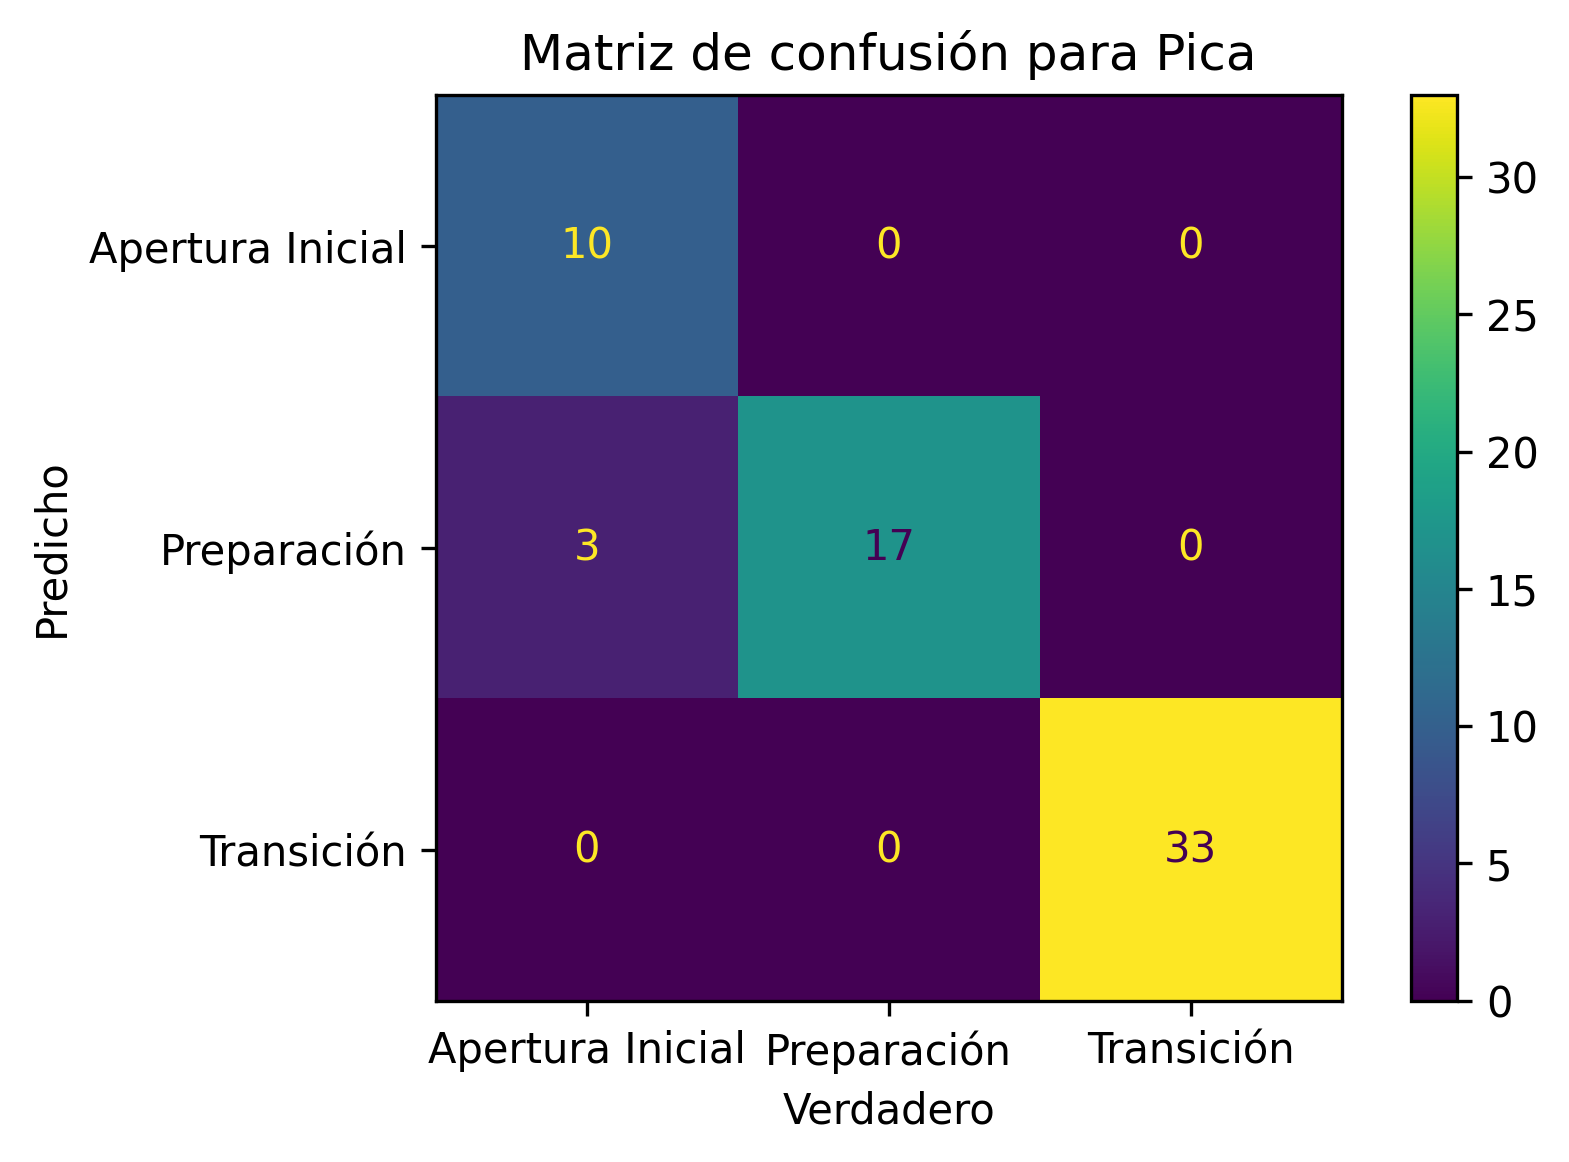 Matriz de confusión para Pica
Predicho
Apertura Inicial
10 0 0
Preparación
3 17 0
Transición
0 0 33
Apertura Inicial Preparación Transición
Verdadero
30
25
20
15
10
5
0